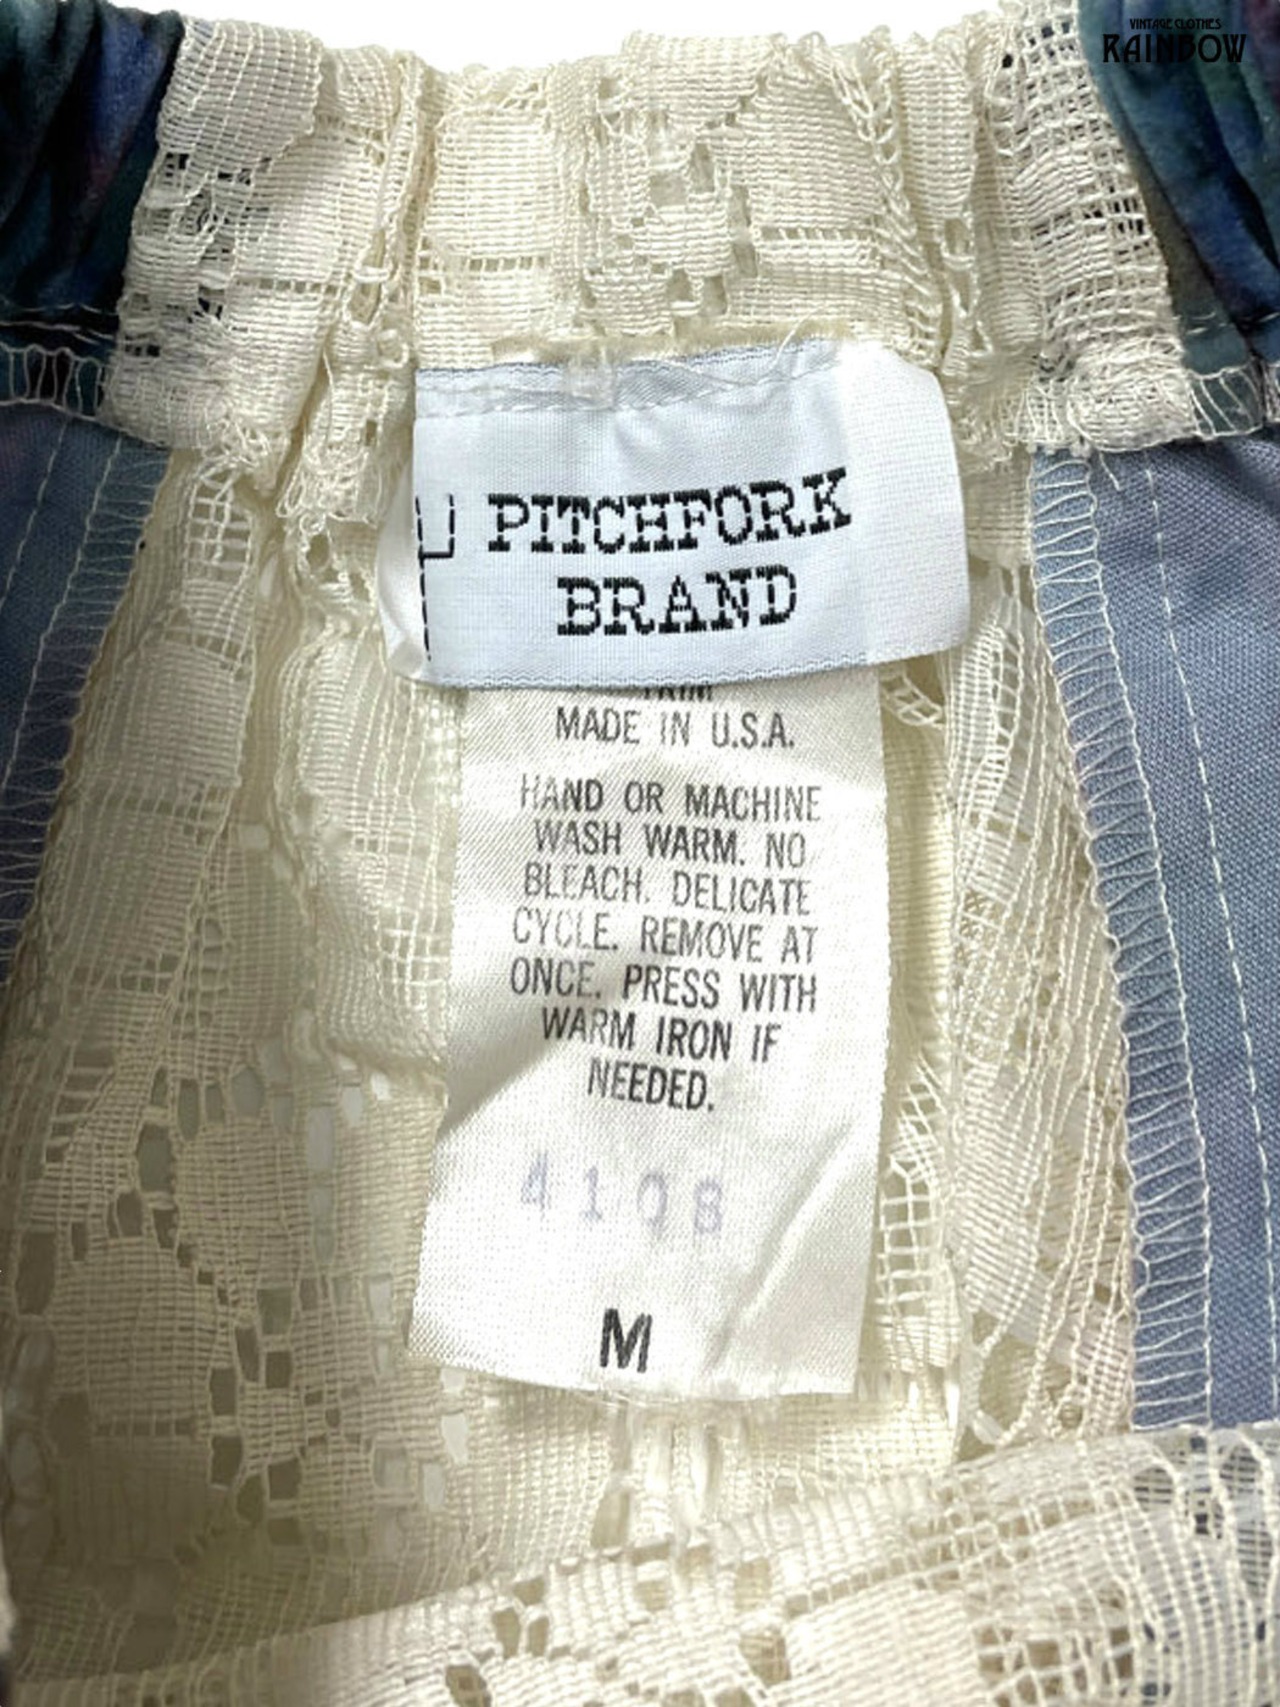 VINTAGE CLOTHES
RAINBOW
PITCHFORK
BRAND
TRIM
MADE IN U.S.A.
HAND OR MACHINE
WASH WARM. NO
BLEACH. DELICATE
CYCLE. REMOVE AT
ONCE. PRESS WITH
WARM IRON IF
NEEDED.
4108
M